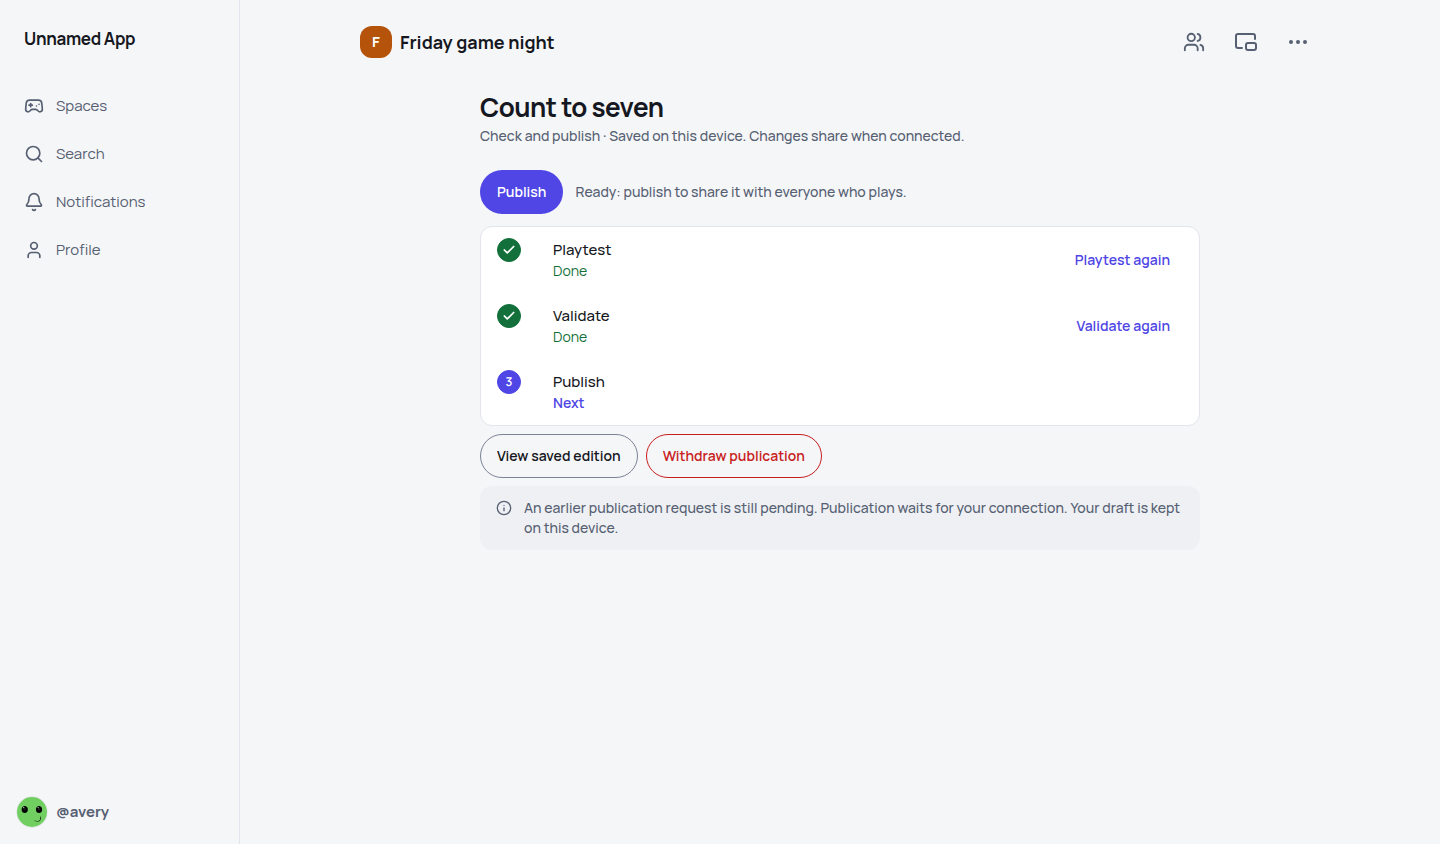 Unnamed App
Spaces
Search
Notifications
Profile
@avery
F
Friday game night
Count to seven
Check and publish · Saved on this device. Changes share when connected.
Publish
Ready: publish to share it with everyone who plays.
Playtest
Done
Playtest again
Validate
Done
Validate again
3
Publish
Next
View saved edition
Withdraw publication
An earlier publication request is still pending. Publication waits for your connection. Your draft is kept
on this device.